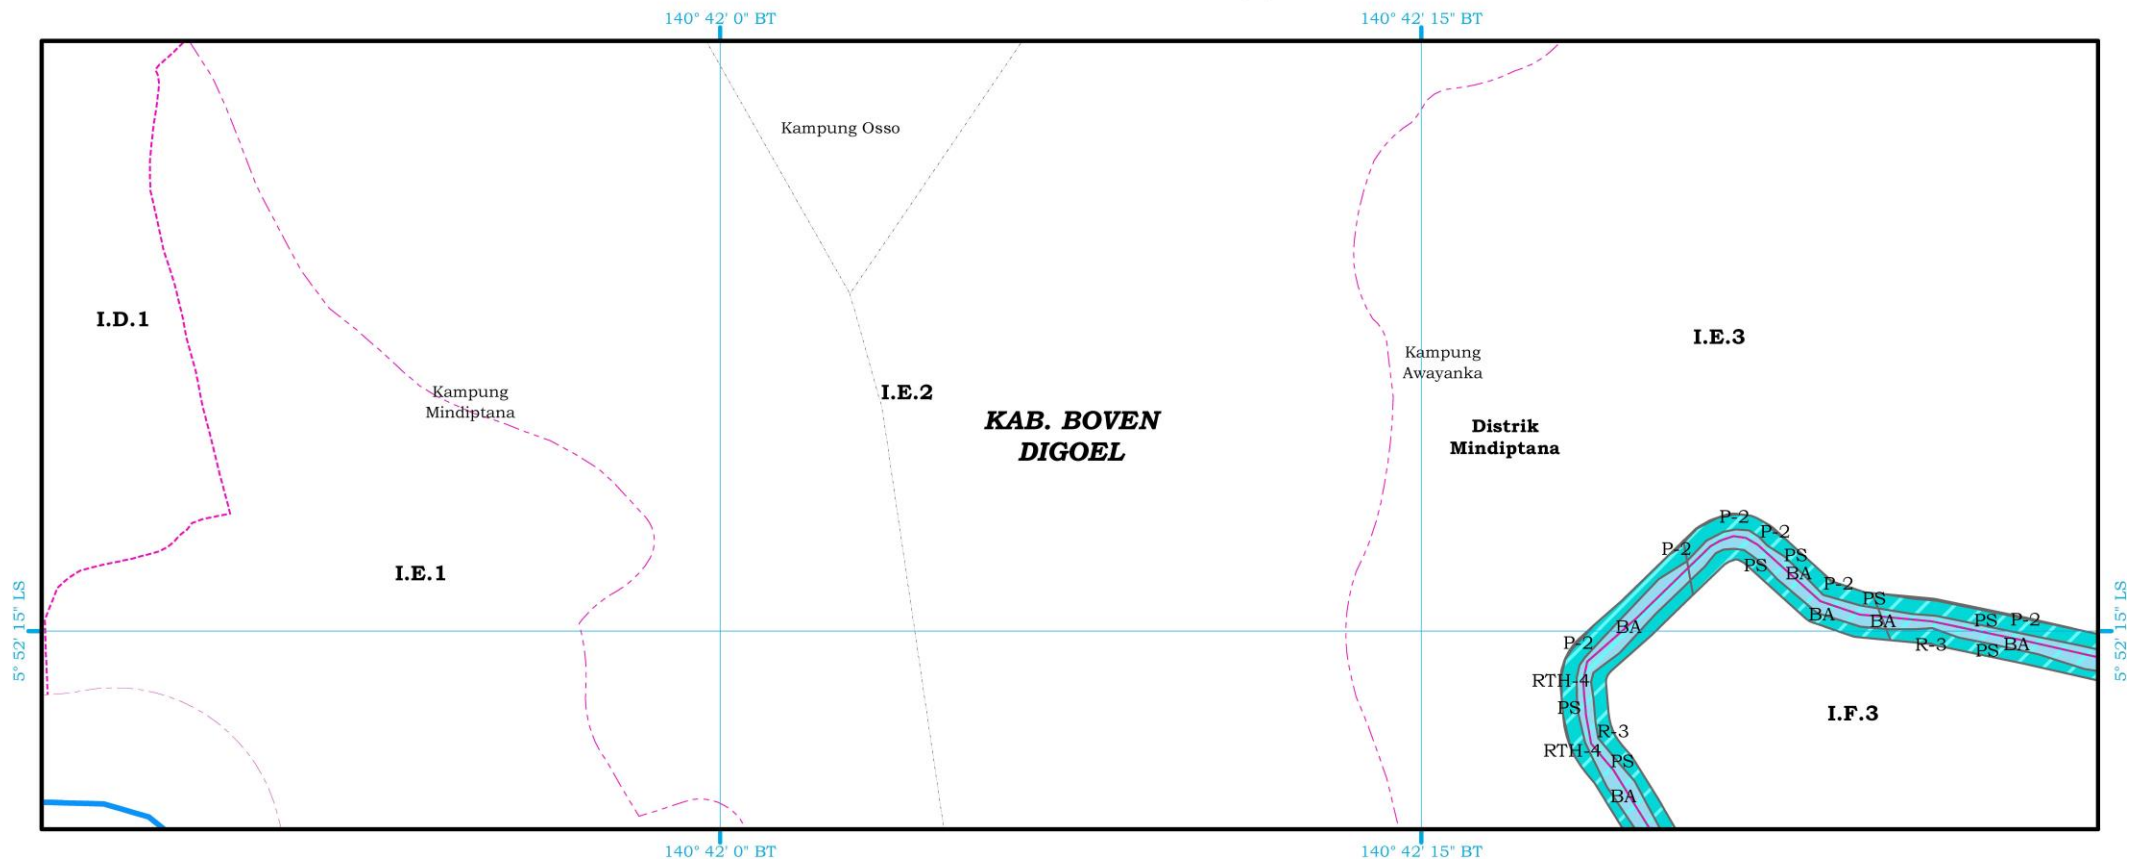 140° 42' 0" BT
140° 42' 15" BT
Kampung Osso
I.D.1
I.E.3
Kampung
Awayanka
Kampung
Mindiptana
I.E.2
KAB. BOVEN
DIGOEL
Distrik
Mindiptana
I.E.1
P-2
P-2
P-2
PS
PS
BA
P-2
PS
BA
BA
PS
P-2
BA
P-2
R-3
PS
BA
RTH-4
PS
R-3
RTH-4
PS
BA
I.F.3
5° 52' 15" LS
5° 52' 15" LS
140° 42' 0" BT
140° 42' 15" BT